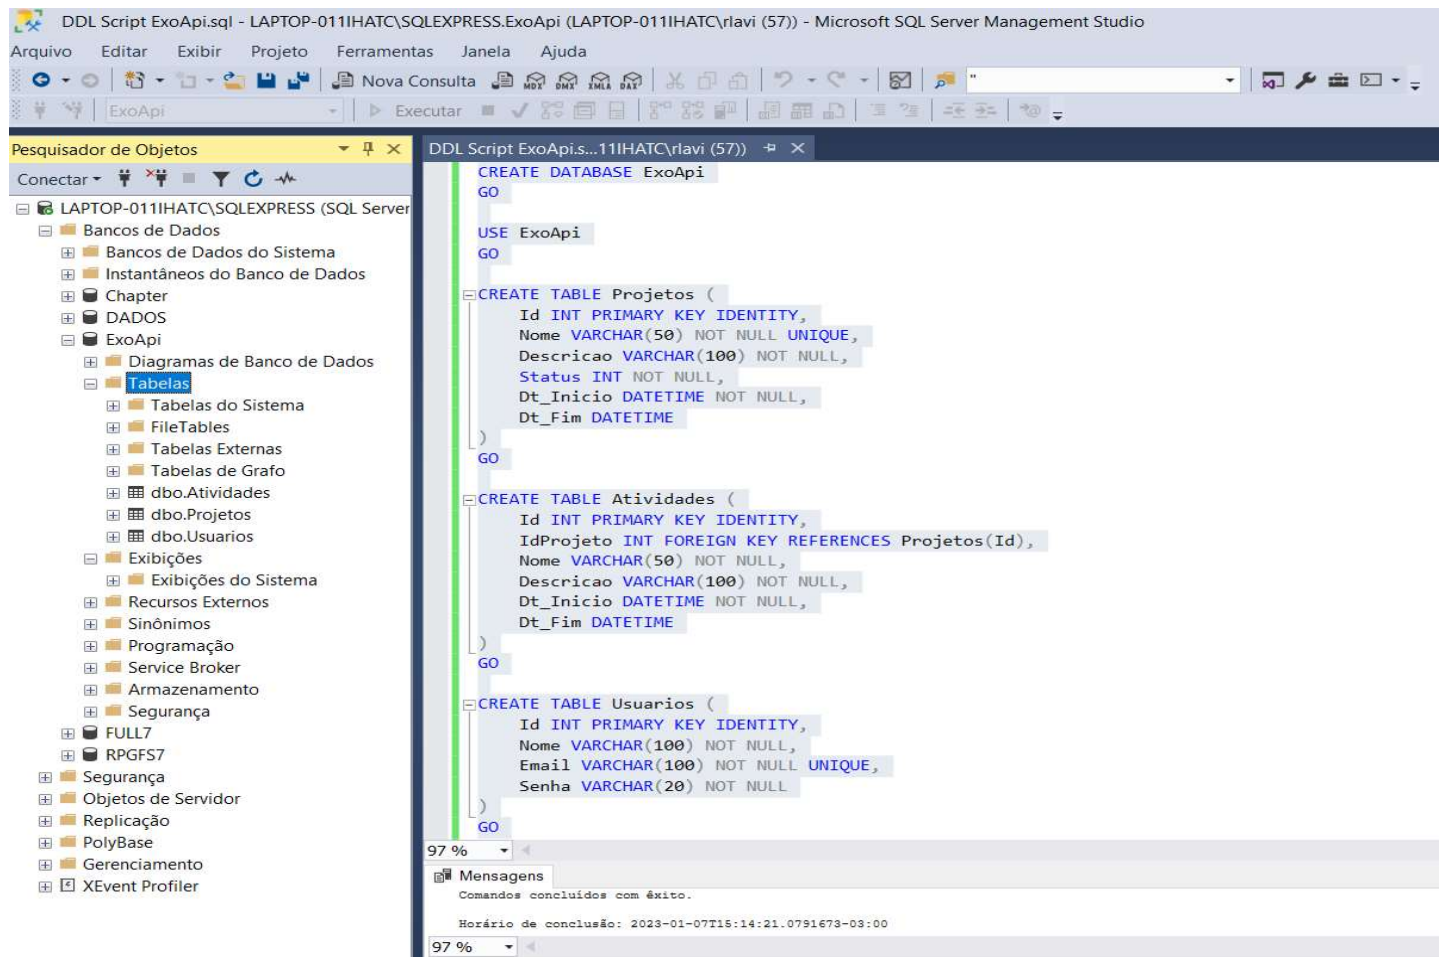 DDL Script ExoApi.sql - LAPTOP-011IHATC\SQLEXPRESS.ExoApi (LAPTOP-011IHATC\rlavi (57)) - Microsoft SQL Server Management Studio
Arquivo Editar Exibir Projeto Ferramentas Janela Ajuda
Nova Consulta MDX DMX XMLA DAX "
ExoApi Executar
Pesquisador de Objetos
Conectar
LAPTOP-011IHATC\SQLEXPRESS (SQL Server
Bancos de Dados
Bancos de Dados do Sistema
Instantâneos do Banco de Dados
Chapter
DADOS
ExoApi
Diagramas de Banco de Dados
Tabelas
Tabelas do Sistema
FileTables
Tabelas Externas
Tabelas de Grafo
dbo.Atividades
dbo.Projetos
dbo.Usuarios
Exibições
Exibições do Sistema
Recursos Externos
Sinônimos
Programação
Service Broker
Armazenamento
Segurança
FULL7
RPGFS7
Segurança
Objetos de Servidor
Replicação
PolyBase
Gerenciamento
XEvent Profiler
DDL Script ExoApi.s...11IHATC\rlavi (57))
CREATE DATABASE ExoApi
GO
USE ExoApi
GO
CREATE TABLE Projetos (
Id INT PRIMARY KEY IDENTITY,
Nome VARCHAR(50) NOT NULL UNIQUE,
Descricao VARCHAR(100) NOT NULL,
Status INT NOT NULL,
Dt_Inicio DATETIME NOT NULL,
Dt_Fim DATETIME
)
GO
CREATE TABLE Atividades (
Id INT PRIMARY KEY IDENTITY,
IdProjeto INT FOREIGN KEY REFERENCES Projetos(Id),
Nome VARCHAR(50) NOT NULL,
Descricao VARCHAR(100) NOT NULL,
Dt_Inicio DATETIME NOT NULL,
Dt_Fim DATETIME
)
GO
CREATE TABLE Usuarios (
Id INT PRIMARY KEY IDENTITY,
Nome VARCHAR(100) NOT NULL,
Email VARCHAR(100) NOT NULL UNIQUE,
Senha VARCHAR(20) NOT NULL
)
GO
97 %
Mensagens
Comandos concluídos com êxito.
Horário de conclusão: 2023-01-07T15:14:21.0791673-03:00
97 %